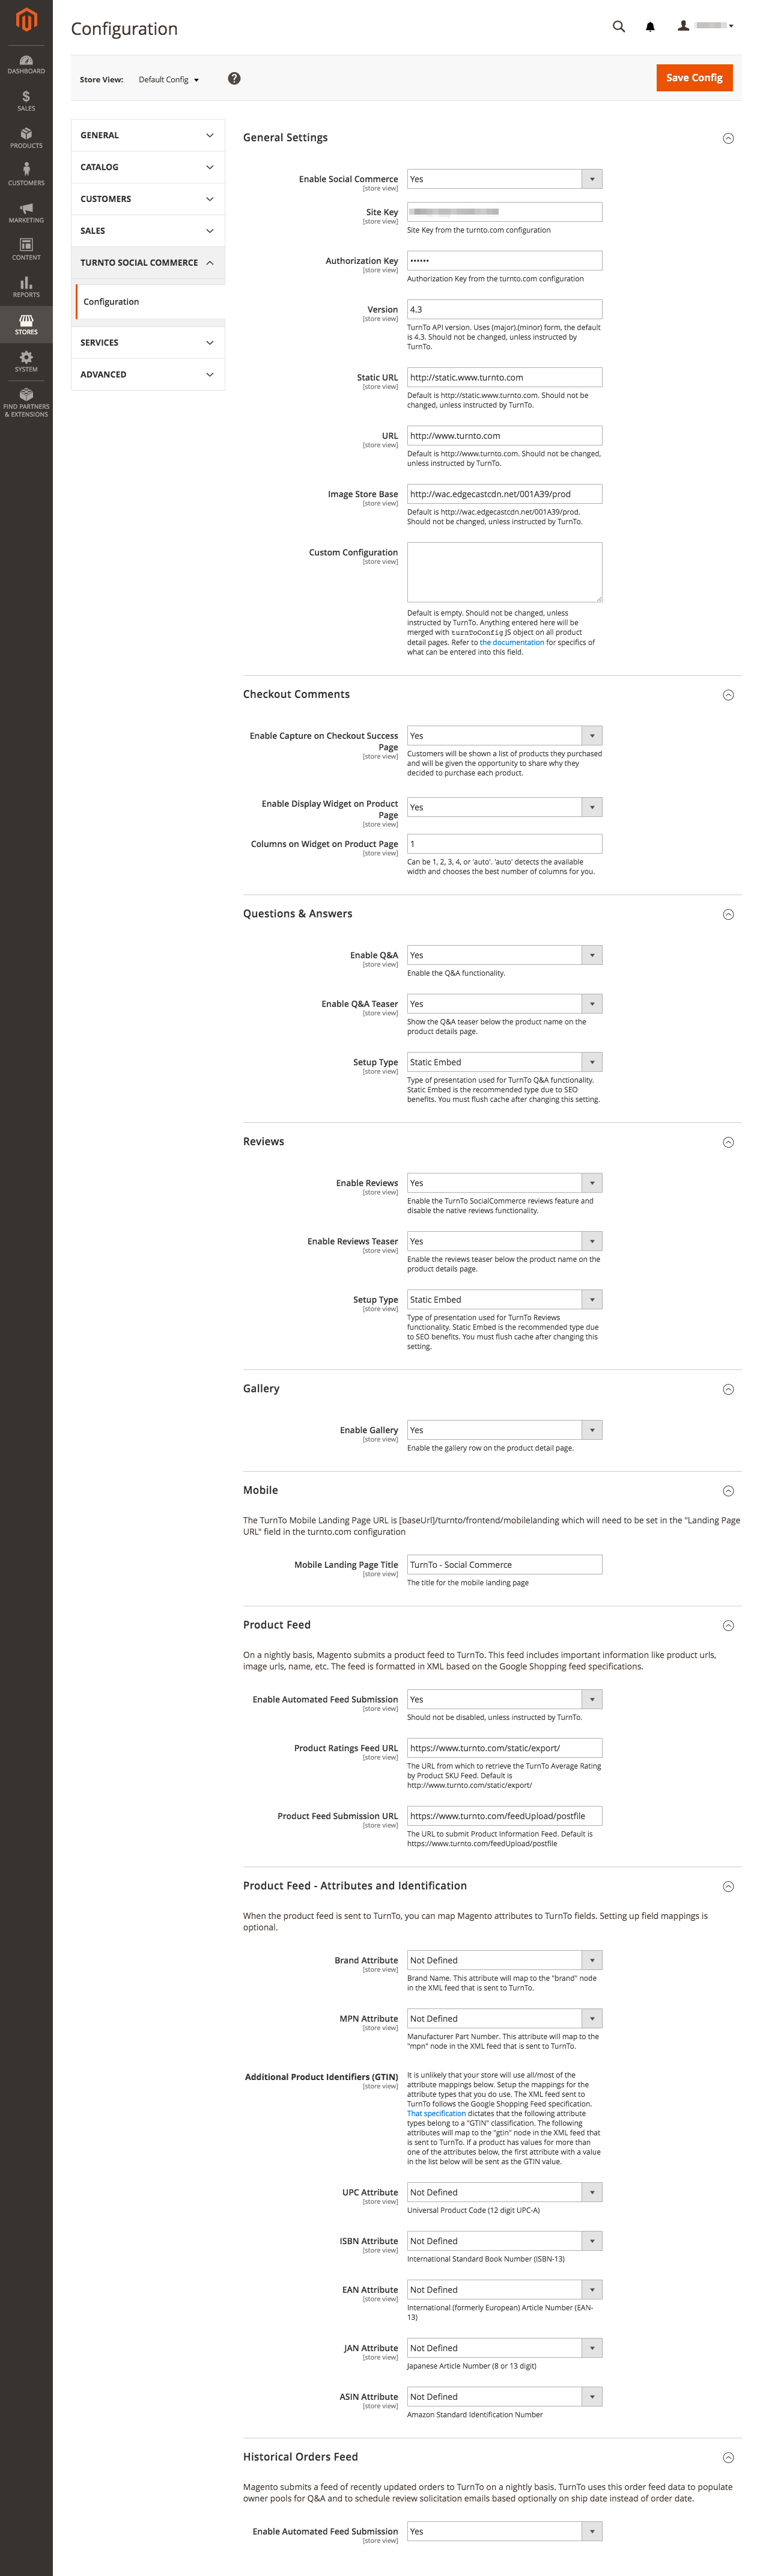 Configuration
Store View: Default Config
Save Config
DASHBOARD
SALES
PRODUCTS
CUSTOMERS
MARKETING
CONTENT
REPORTS
STORES
SYSTEM
FIND PARTNERS
& EXTENSIONS
GENERAL
CATALOG
CUSTOMERS
SALES
TURNTO SOCIAL COMMERCE
Configuration
SERVICES
ADVANCED
General Settings
Enable Social Commerce
[store view]
Yes
Site Key
[store view]
Site Key from the turnto.com configuration
Authorization Key
[store view]
••••••
Authorization Key from the turnto.com configuration
Version
[store view]
4.3
TurnTo API version. Uses (major).(minor) form, the default
is 4.3. Should not be changed, unless instructed by
TurnTo.
Static URL
[store view]
http://static.www.turnto.com
Default is http://static.www.turnto.com. Should not be
changed, unless instructed by TurnTo.
URL
[store view]
http://www.turnto.com
Default is http://www.turnto.com. Should not be changed,
unless instructed by TurnTo.
Image Store Base
[store view]
http://wac.edgecastcdn.net/001A39/prod
Default is http://wac.edgecastcdn.net/001A39/prod.
Should not be changed, unless instructed by TurnTo.
Custom Configuration
[store view]
Default is empty. Should not be changed, unless
instructed by TurnTo. Anything entered here will be
merged with turnToConfig JS object on all product
detail pages. Refer to the documentation for specifics of
what can be entered into this field.
Checkout Comments
Enable Capture on Checkout Success
Page
[store view]
Yes
Customers will be shown a list of products they purchased
and will be given the opportunity to share why they
decided to purchase each product.
Enable Display Widget on Product
Page
[store view]
Yes
Columns on Widget on Product Page
[store view]
1
Can be 1, 2, 3, 4, or 'auto'. 'auto' detects the available
width and chooses the best number of columns for you.
Questions & Answers
Enable Q&A
[store view]
Yes
Enable the Q&A functionality.
Enable Q&A Teaser
[store view]
Yes
Show the Q&A teaser below the product name on the
product details page.
Setup Type
[store view]
Static Embed
Type of presentation used for TurnTo Q&A functionality.
Static Embed is the recommended type due to SEO
benefits. You must flush cache after changing this setting.
Reviews
Enable Reviews
[store view]
Yes
Enable the TurnTo SocialCommerce reviews feature and
disable the native reviews functionality.
Enable Reviews Teaser
[store view]
Yes
Enable the reviews teaser below the product name on the
product details page.
Setup Type
[store view]
Static Embed
Type of presentation used for TurnTo Reviews
functionality. Static Embed is the recommended type due
to SEO benefits. You must flush cache after changing this
setting.
Gallery
Enable Gallery
[store view]
Yes
Enable the gallery row on the product detail page.
Mobile
The TurnTo Mobile Landing Page URL is [baseUrl]/turnto/frontend/mobilelanding which will need to be set in the "Landing Page
URL" field in the turnto.com configuration
Mobile Landing Page Title
[store view]
TurnTo - Social Commerce
The title for the mobile landing page
Product Feed
On a nightly basis, Magento submits a product feed to TurnTo. This feed includes important information like product urls,
image urls, name, etc. The feed is formatted in XML based on the Google Shopping feed specifications.
Enable Automated Feed Submission
[store view]
Yes
Should not be disabled, unless instructed by TurnTo.
Product Ratings Feed URL
[store view]
https://www.turnto.com/static/export/
The URL from which to retrieve the TurnTo Average Rating
by Product SKU Feed. Default is
http://www.turnto.com/static/export/
Product Feed Submission URL
[store view]
https://www.turnto.com/feedUpload/postfile
The URL to submit Product Information Feed. Default is
https://www.turnto.com/feedUpload/postfile
Product Feed - Attributes and Identification
When the product feed is sent to TurnTo, you can map Magento attributes to TurnTo fields. Setting up field mappings is
optional.
Brand Attribute
[store view]
Not Defined
Brand Name. This attribute will map to the "brand" node
in the XML feed that is sent to TurnTo.
MPN Attribute
[store view]
Not Defined
Manufacturer Part Number. This attribute will map to the
"mpn" node in the XML feed that is sent to TurnTo.
Additional Product Identifiers (GTIN)
[store view]
It is unlikely that your store will use all/most of the
attribute mappings below. Setup the mappings for the
attribute types that you do use. The XML feed sent to
TurnTo follows the Google Shopping Feed specification.
That specification dictates that the following attribute
types belong to a "GTIN" classification. The following
attributes will map to the "gtin" node in the XML feed that
is sent to TurnTo. If a product has values for more than
one of the attributes below, the first attribute with a value
in the list below will be sent as the GTIN value.
UPC Attribute
[store view]
Not Defined
Universal Product Code (12 digit UPC-A)
ISBN Attribute
[store view]
Not Defined
International Standard Book Number (ISBN-13)
EAN Attribute
[store view]
Not Defined
International (formerly European) Article Number (EAN-
13)
JAN Attribute
[store view]
Not Defined
Japanese Article Number (8 or 13 digit)
ASIN Attribute
[store view]
Not Defined
Amazon Standard Identification Number
Historical Orders Feed
Magento submits a feed of recently updated orders to TurnTo on a nightly basis. TurnTo uses this order feed data to populate
owner pools for Q&A and to schedule review solicitation emails based optionally on ship date instead of order date.
Enable Automated Feed Submission
[store view]
Yes